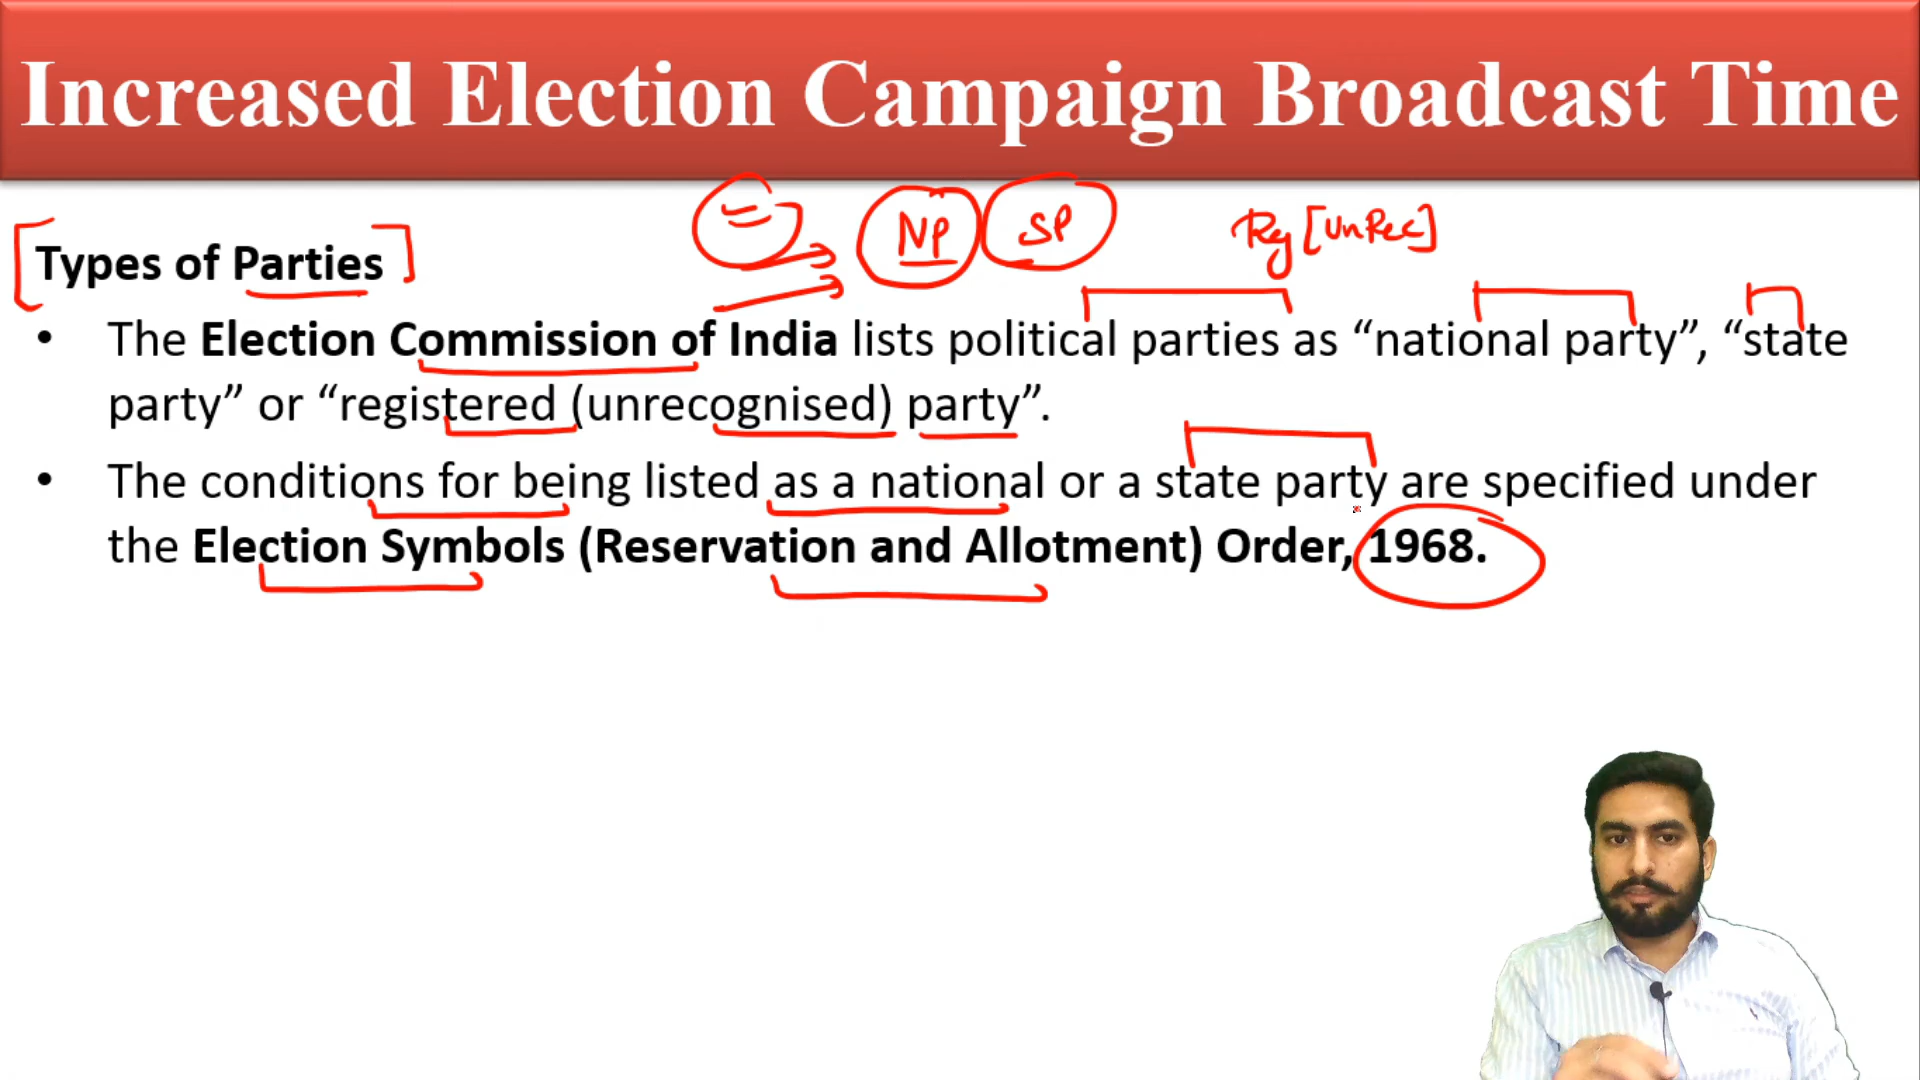 Increased Election Campaign Broadcast Time
NP SP Reg [UnRec]
Types of Parties
• The Election Commission of India lists political parties as “national party”, “state
party” or “registered (unrecognised) party”.
• The conditions for being listed as a national or a state party are specified under
the Election Symbols (Reservation and Allotment) Order, 1968.